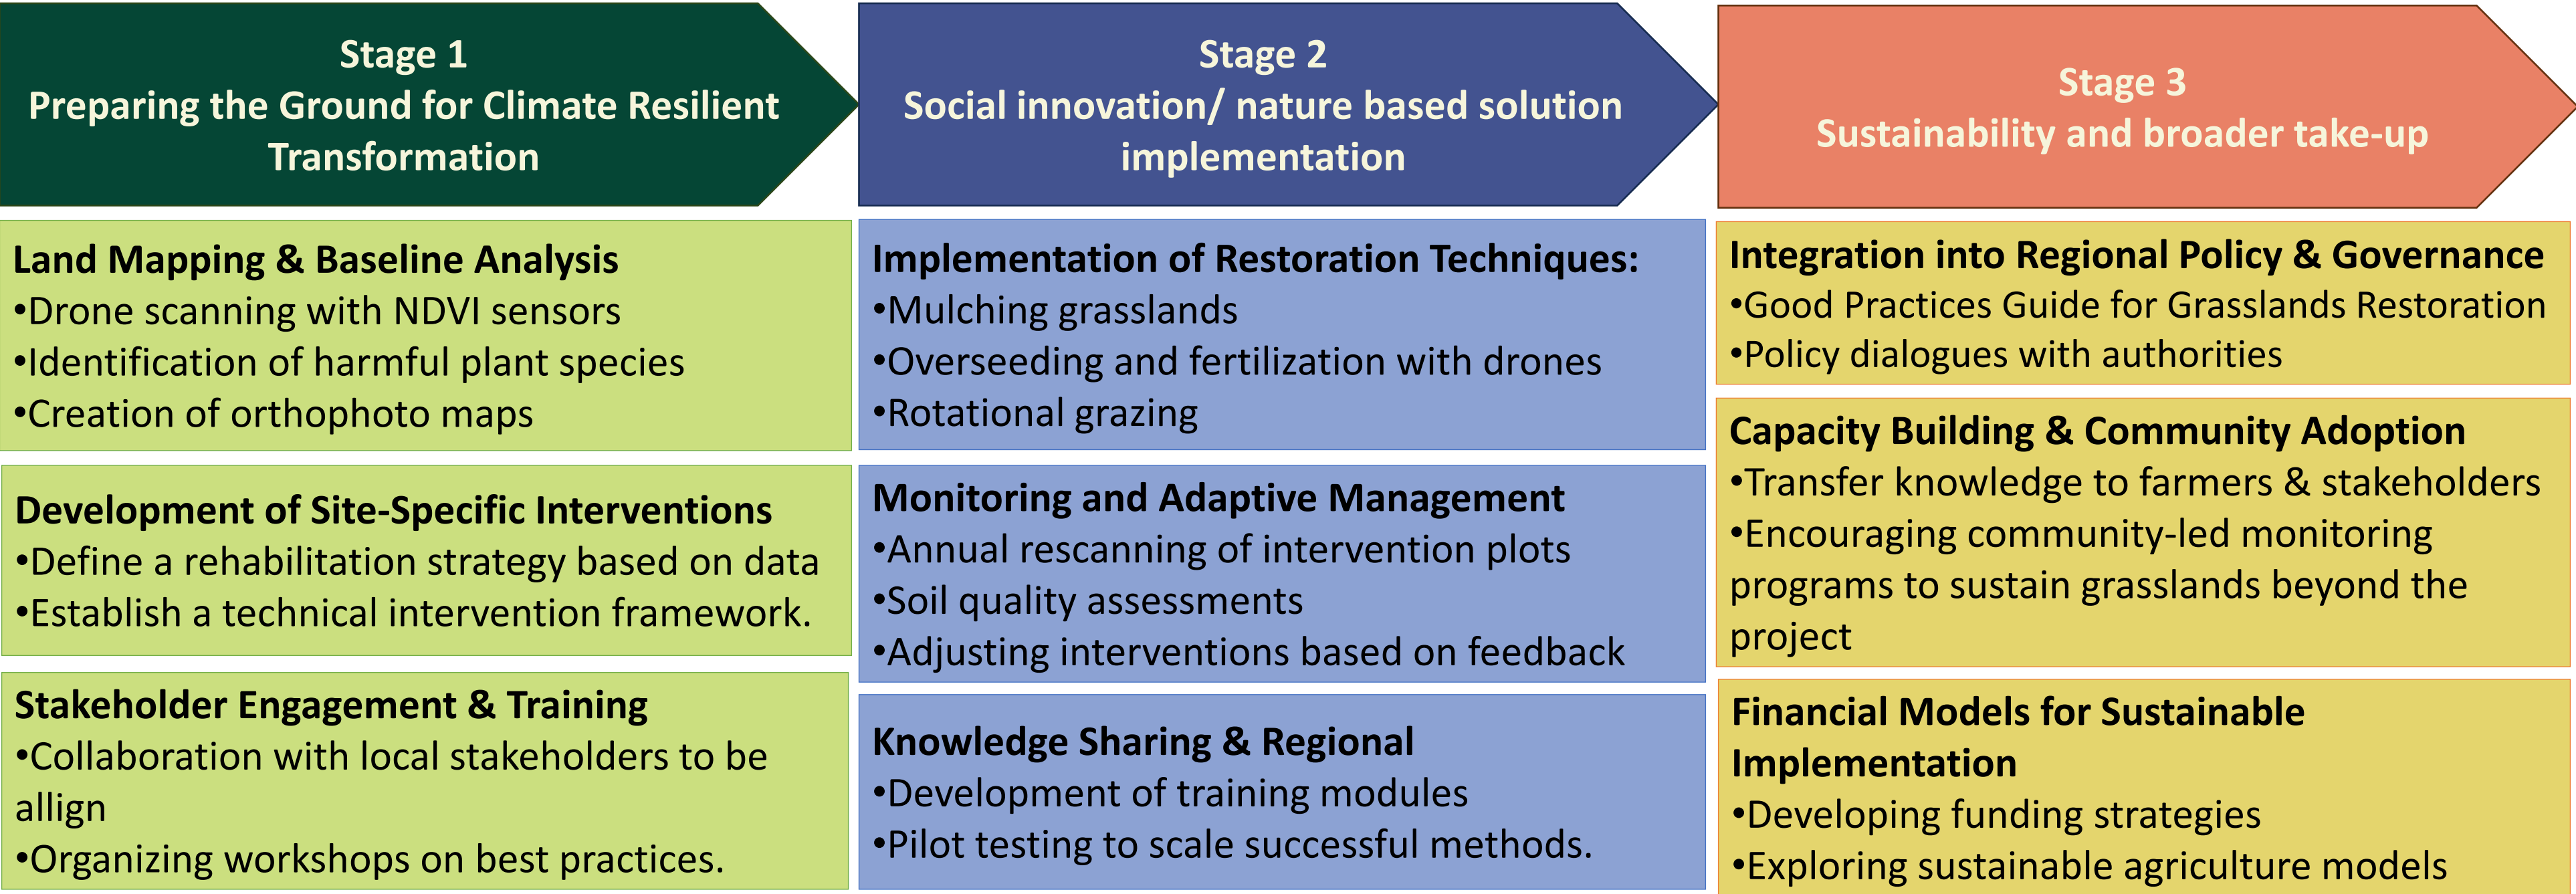 Stage 1
Preparing the Ground for Climate Resilient
Transformation
Land Mapping & Baseline Analysis
•Drone scanning with NDVI sensors
•Identification of harmful plant species
•Creation of orthophoto maps
Development of Site-Specific Interventions
•Define a rehabilitation strategy based on data
•Establish a technical intervention framework.
Stakeholder Engagement & Training
•Collaboration with local stakeholders to be
allign
•Organizing workshops on best practices.
Stage 2
Social innovation/ nature based solution
implementation
Implementation of Restoration Techniques:
•Mulching grasslands
•Overseeding and fertilization with drones
•Rotational grazing
Monitoring and Adaptive Management
•Annual rescanning of intervention plots
•Soil quality assessments
•Adjusting interventions based on feedback
Knowledge Sharing & Regional
•Development of training modules
•Pilot testing to scale successful methods.
Stage 3
Sustainability and broader take-up
Integration into Regional Policy & Governance
•Good Practices Guide for Grasslands Restoration
•Policy dialogues with authorities
Capacity Building & Community Adoption
•Transfer knowledge to farmers & stakeholders
•Encouraging community-led monitoring
programs to sustain grasslands beyond the
project
Financial Models for Sustainable
Implementation
•Developing funding strategies
•Exploring sustainable agriculture models